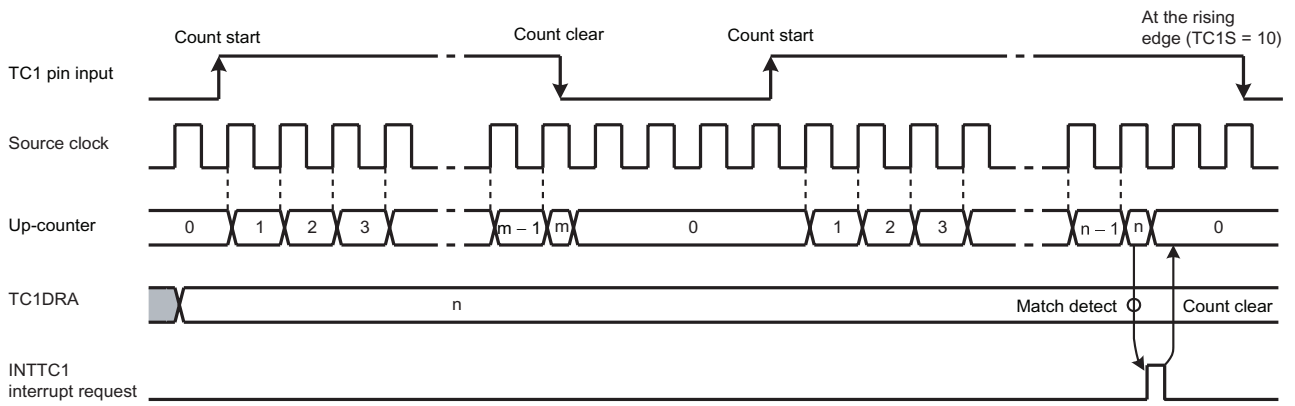 At the rising
edge (TC1S = 10)
Count start
Count clear
Count start
TC1 pin input
Source clock
Up-counter
0
1
2
3
m – 1
m
0
1
2
3
n – 1
n
0
TC1DRA
n
Match detect
Count clear
INTTC1
interrupt request